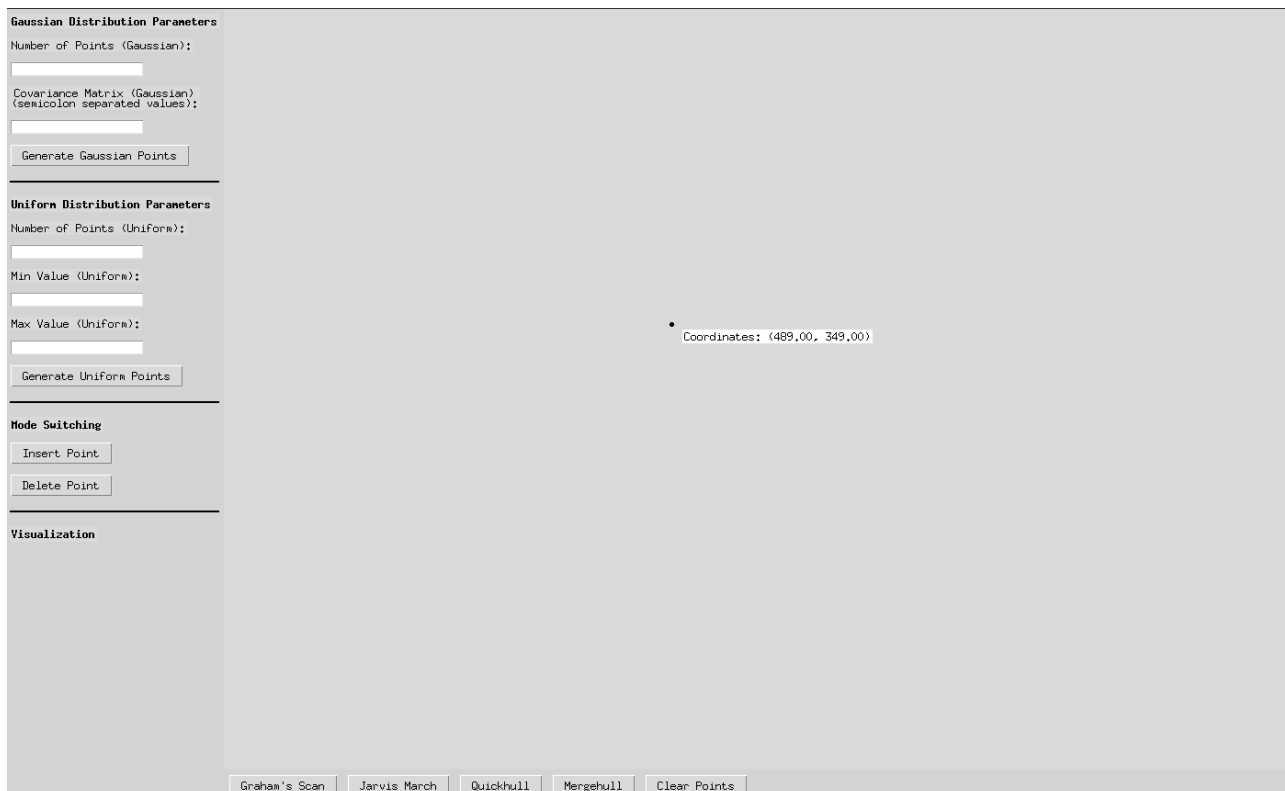 Gaussian Distribution Parameters
Number of Points (Gaussian):
Covariance Matrix (Gaussian)
(semicolon separated values):
Generate Gaussian Points
Uniform Distribution Parameters
Number of Points (Uniform):
Min Value (Uniform):
Max Value (Uniform):
Coordinates: (489.00, 349.00)
Generate Uniform Points
Mode Switching
Insert Point
Delete Point
Visualization
Graham's Scan Jarvis March Quickhull Mergehull Clear Points